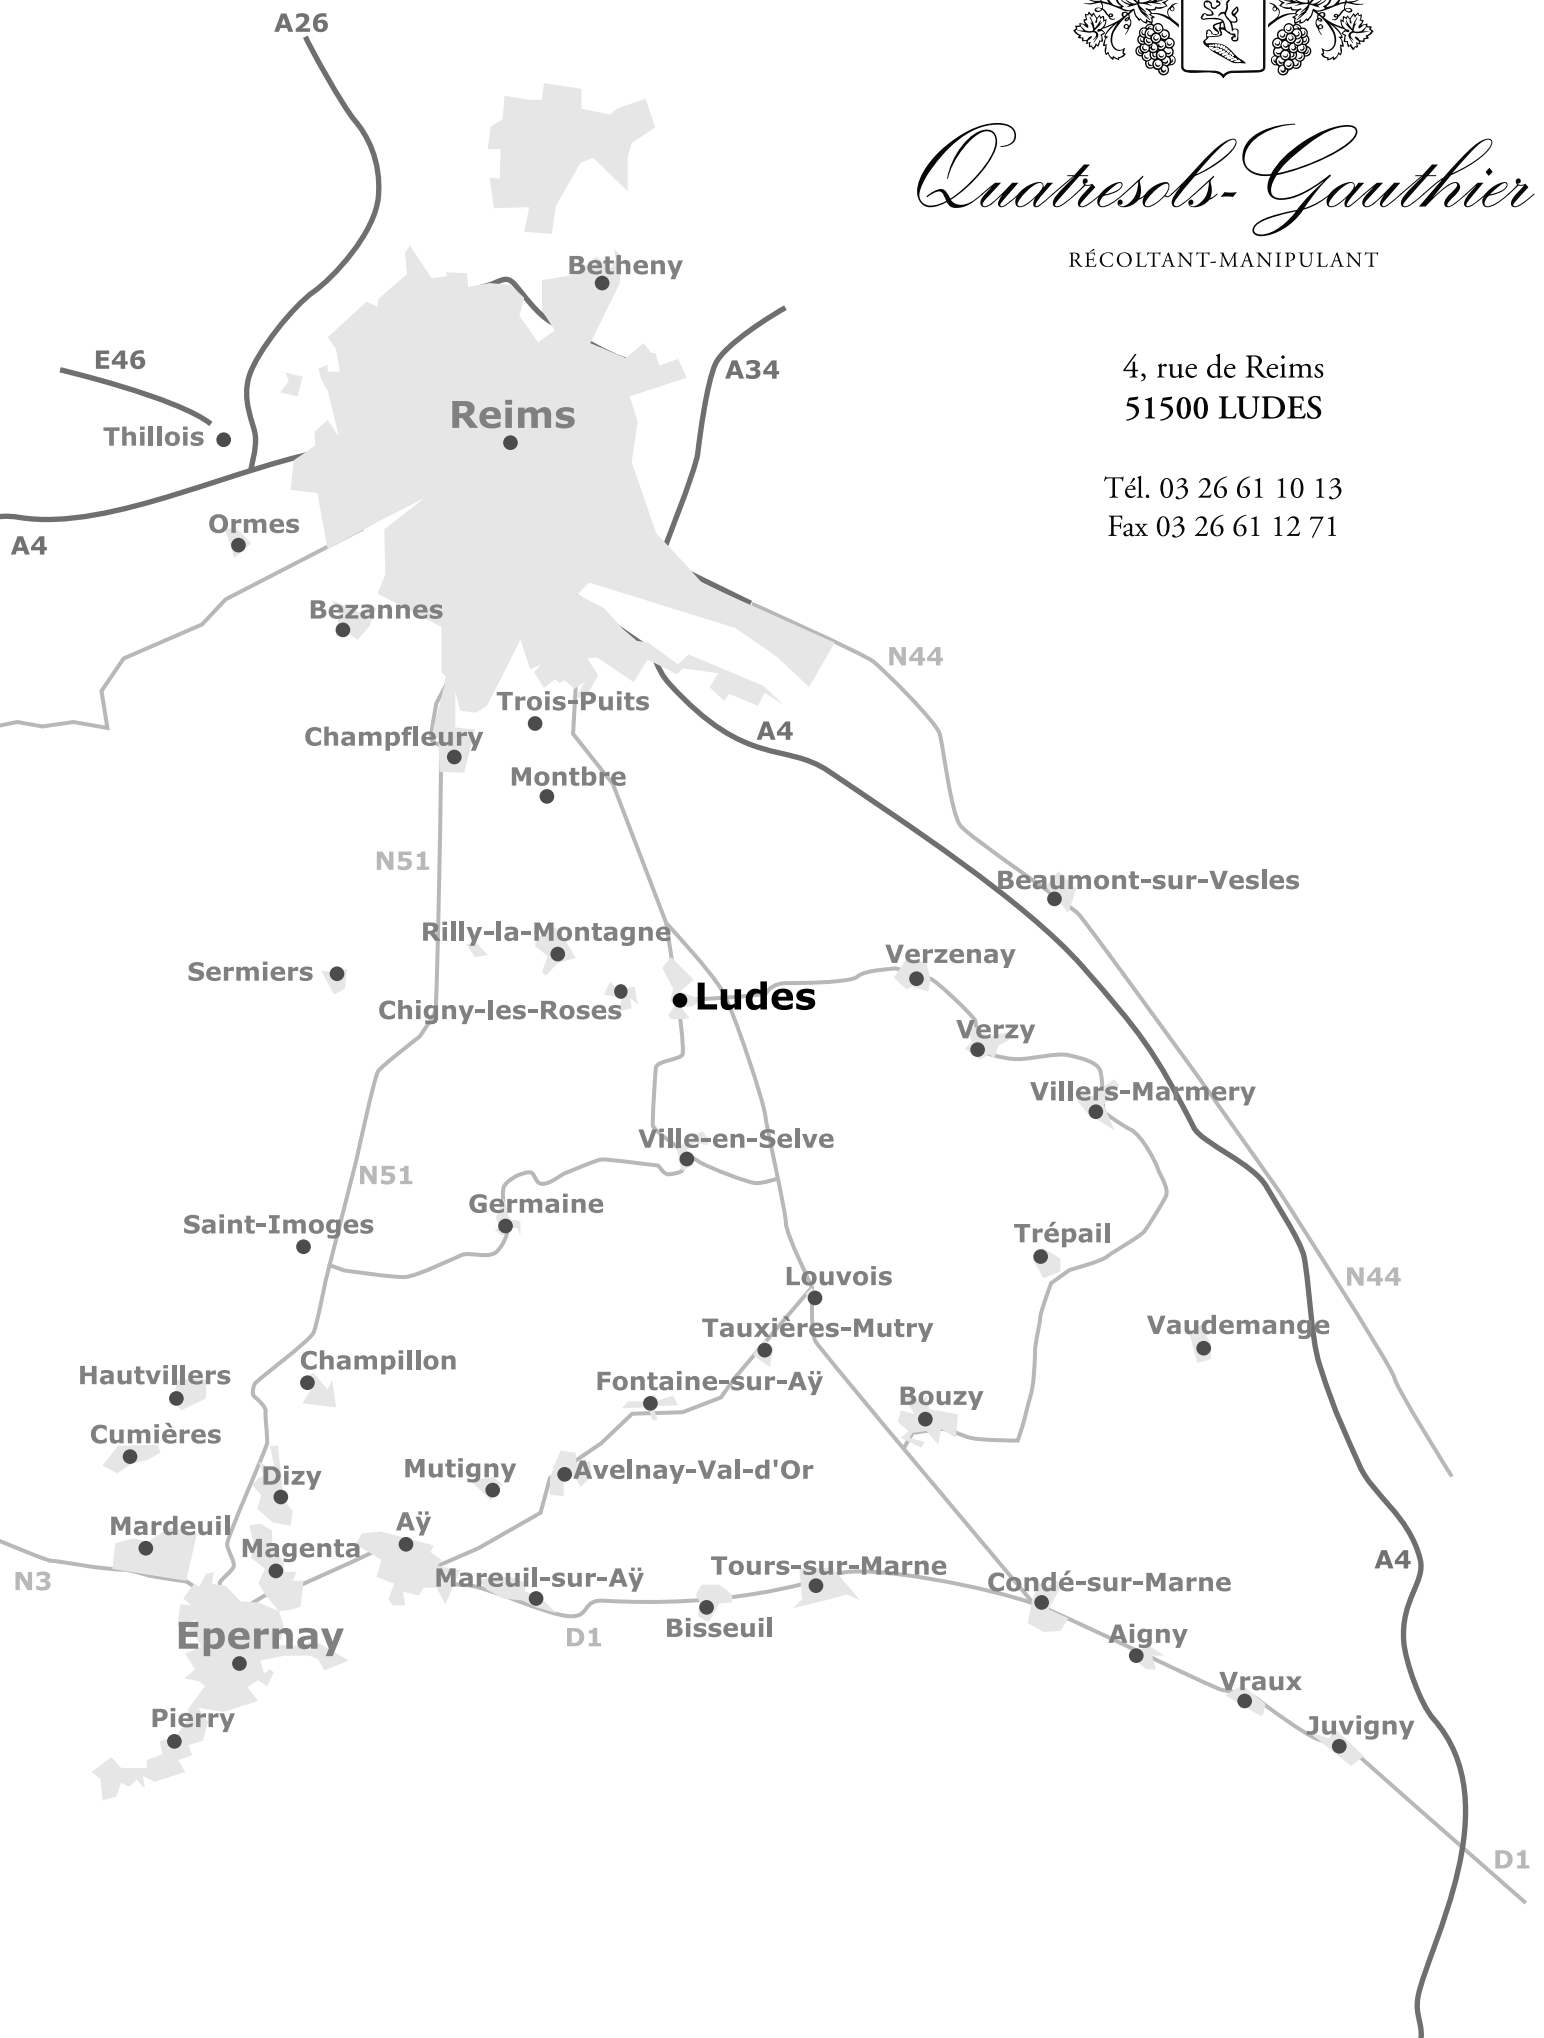 A26
Quatresols-Gauthier
RÉCOLTANT-MANIPULANT
Betheny
E46
A34
4, rue de Reims
51500 LUDES
Reims
Thillois
Tél. 03 26 61 10 13
Fax 03 26 61 12 71
Ormes
A4
Bezannes
N44
Trois-Puits
A4
Champfleury
Montbre
N51
Beaumont-sur-Vesles
Rilly-la-Montagne
Verzenay
Sermiers
Ludes
Chigny-les-Roses
Verzy
Villers-Marmery
Ville-en-Selve
N51
Germaine
Saint-Imoges
Trépail
Louvois
N44
Tauxières-Mutry
Vaudemange
Champillon
Hautvillers
Fontaine-sur-Aÿ
Bouzy
Cumières
Mutigny
Avelnay-Val-d'Or
Dizy
Aÿ
Mardeuil
Magenta
A4
Tours-sur-Marne
Mareuil-sur-Aÿ
N3
Condé-sur-Marne
Bisseuil
Epernay
D1
Aigny
Vraux
Pierry
Juvigny
D1